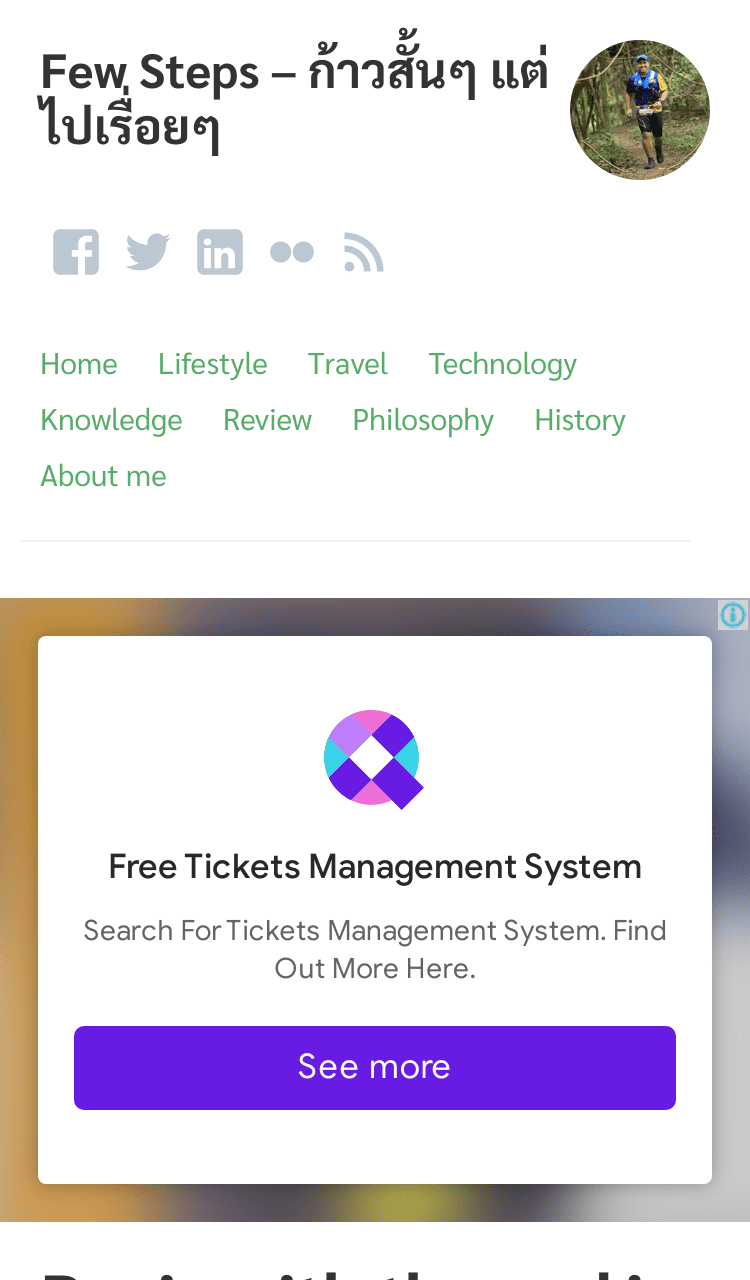 Few Steps – ก้าวสั้นๆ แต่
ไปเรื่อยๆ
Home Lifestyle Travel Technology
Knowledge Review Philosophy History
About me
Free Tickets Management System
Search For Tickets Management System. Find
Out More Here.
See more